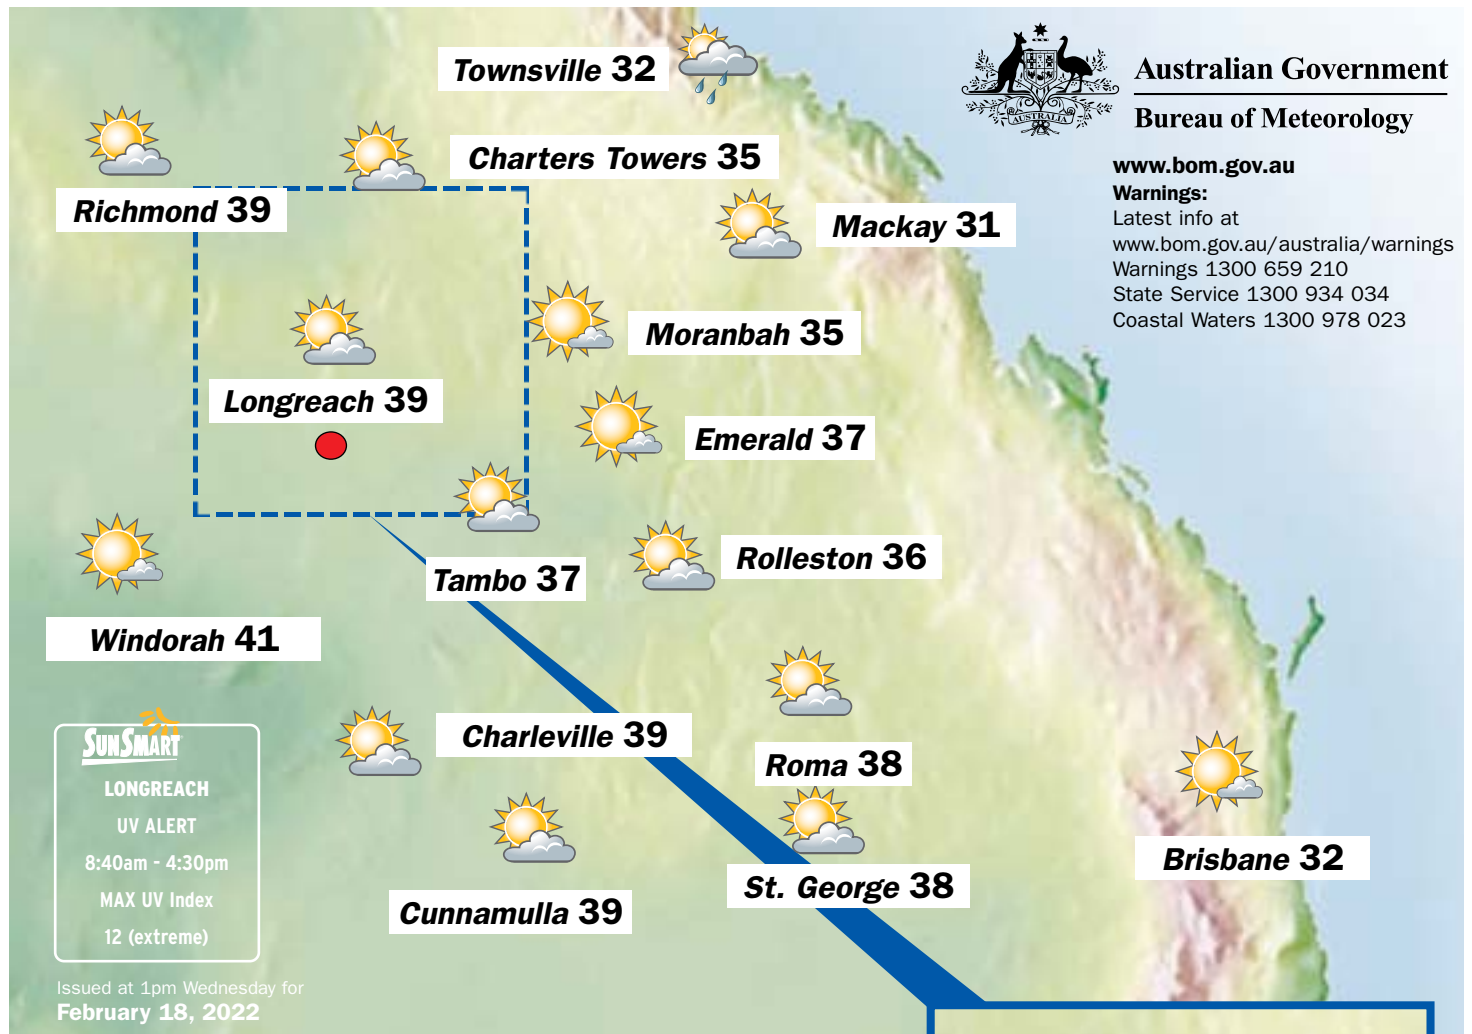 Townsville 32
Australian Government
AUSTRALIA
Bureau of Meteorology
Charters Towers 35
www.bom.gov.au
Warnings:
Latest info at
www.bom.gov.au/australia/warnings
Warnings 1300 659 210
State Service 1300 934 034
Coastal Waters 1300 978 023
Richmond 39
Mackay 31
Moranbah 35
Longreach 39
Emerald 37
Rolleston 36
Tambo 37
Windorah 41
Charleville 39
Roma 38
Brisbane 32
St. George 38
Cunnamulla 39
SUNSMART
LONGREACH
UV ALERT
8:40am - 4:30pm
MAX UV Index
12 (extreme)
Issued at 1pm Wednesday for
February 18, 2022